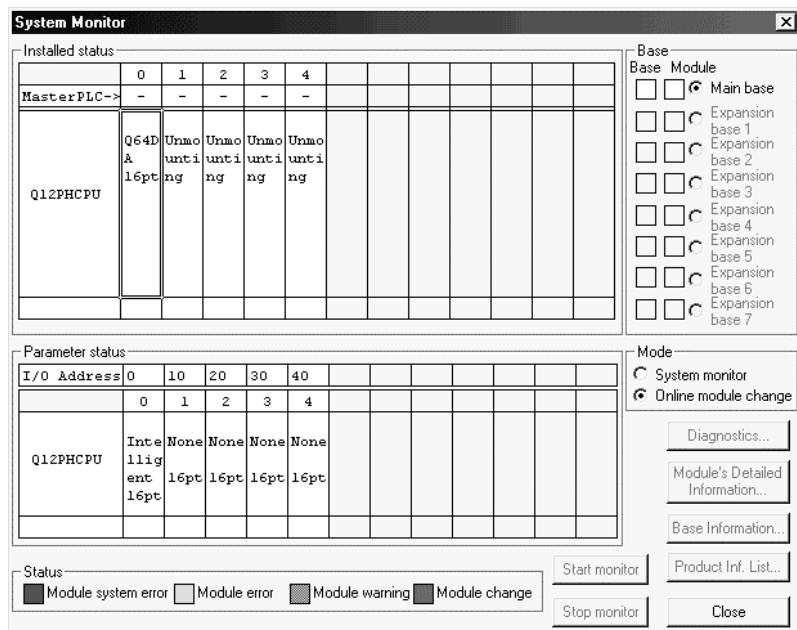 System Monitor
Installed status
0 1 2 3 4
MasterPLC-> - - - - -
Q12PHCPU
Q64D
A
16pt
Unmo
unti
ng
Unmo
unti
ng
Unmo
unti
ng
Unmo
unti
ng
Base
Base Module
Main base
Expansion
base 1
Expansion
base 2
Expansion
base 3
Expansion
base 4
Expansion
base 5
Expansion
base 6
Expansion
base 7
Parameter status
I/O Address 0 10 20 30 40
0 1 2 3 4
Q12PHCPU
Inte
llig
ent
16pt
None
16pt
None
16pt
None
16pt
None
16pt
Mode
System monitor
Online module change
Diagnostics...
Module's Detailed
Information...
Base Information...
Product Inf. List...
Status
Module system error Module error Module warning Module change
Start monitor
Stop monitor
Close